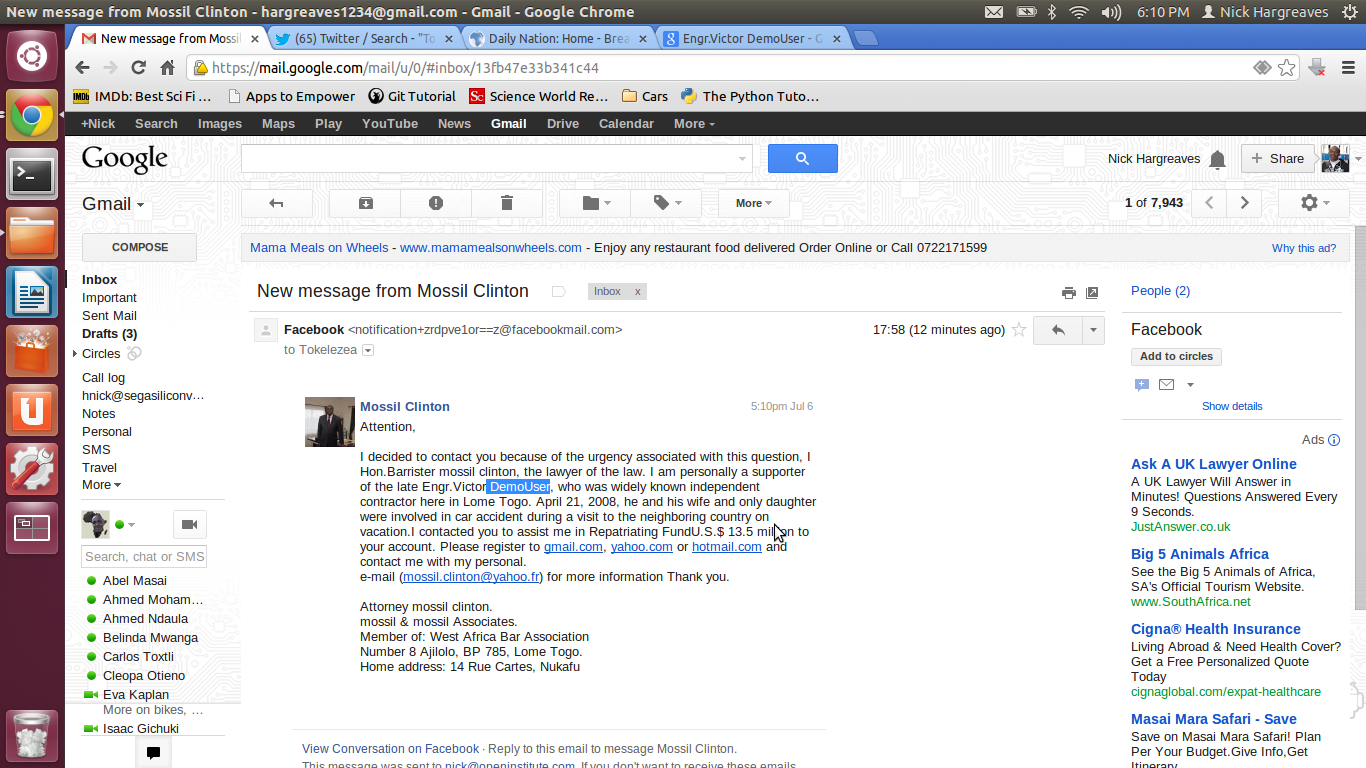 New message from Mossil Clinton - hargreaves1234@gmail.com - Gmail - Google Chrome
6:10 PM Nick Hargreaves
New message from Mossil
(65) Twitter / Search - "To
Daily Nation: Home - Brea
Engr.Victor DemoUser - G
https://mail.google.com/mail/u/0/#inbox/13fb47e33b341c44
IMDb: Best Sci Fi ... Apps to Empower Git Tutorial Science World Re... Cars The Python Tuto...
+Nick Search Images Maps Play YouTube News Gmail Drive Calendar More
Google
Nick Hargreaves + Share
Gmail
More
1 of 7,943
COMPOSE
Mama Meals on Wheels - www.mamamealsonwheels.com - Enjoy any restaurant food delivered Order Online or Call 0722171599
Why this ad?
Inbox
Important
Sent Mail
Drafts (3)
Circles
Call log
hnick@segasiliconv...
Notes
Personal
SMS
Travel
More
Search, chat or SMS
Abel Masai
Ahmed Moham...
Ahmed Ndaula
Belinda Mwanga
Carlos Toxtli
Cleopa Otieno
Eva Kaplan
More on bikes, ...
Isaac Gichuki
New message from Mossil Clinton
Inbox x
Facebook <notification+zrdpve1or==z@facebookmail.com>
17:58 (12 minutes ago)
to Tokelezea
Mossil Clinton
5:10pm Jul 6
Attention,
I decided to contact you because of the urgency associated with this question, I
Hon.Barrister mossil clinton, the lawyer of the law. I am personally a supporter
of the late Engr.Victor DemoUser, who was widely known independent
contractor here in Lome Togo. April 21, 2008, he and his wife and only daughter
were involved in car accident during a visit to the neighboring country on
vacation.I contacted you to assist me in Repatriating FundU.S.$ 13.5 million to
your account. Please register to gmail.com, yahoo.com or hotmail.com and
contact me with my personal.
e-mail (mossil.clinton@yahoo.fr) for more information Thank you.
Attorney mossil clinton.
mossil & mossil Associates.
Member of: West Africa Bar Association
Number 8 Ajilolo, BP 785, Lome Togo.
Home address: 14 Rue Cartes, Nukafu
View Conversation on Facebook · Reply to this email to message Mossil Clinton.
This message was sent to nick@openinstitute.com. If you don't want to receive these emails
People (2)
Facebook
Add to circles
Show details
Ads
Ask A UK Lawyer Online
A UK Lawyer Will Answer in
Minutes! Questions Answered Every
9 Seconds.
JustAnswer.co.uk
Big 5 Animals Africa
See the Big 5 Animals of Africa,
SA's Official Tourism Website.
www.SouthAfrica.net
Cigna® Health Insurance
Living Abroad & Need Health Cover?
Get a Free Personalized Quote
Today
cignaglobal.com/expat-healthcare
Masai Mara Safari - Save
Save on Masai Mara Safari! Plan
Per Your Budget.Give Info,Get
Itinerary